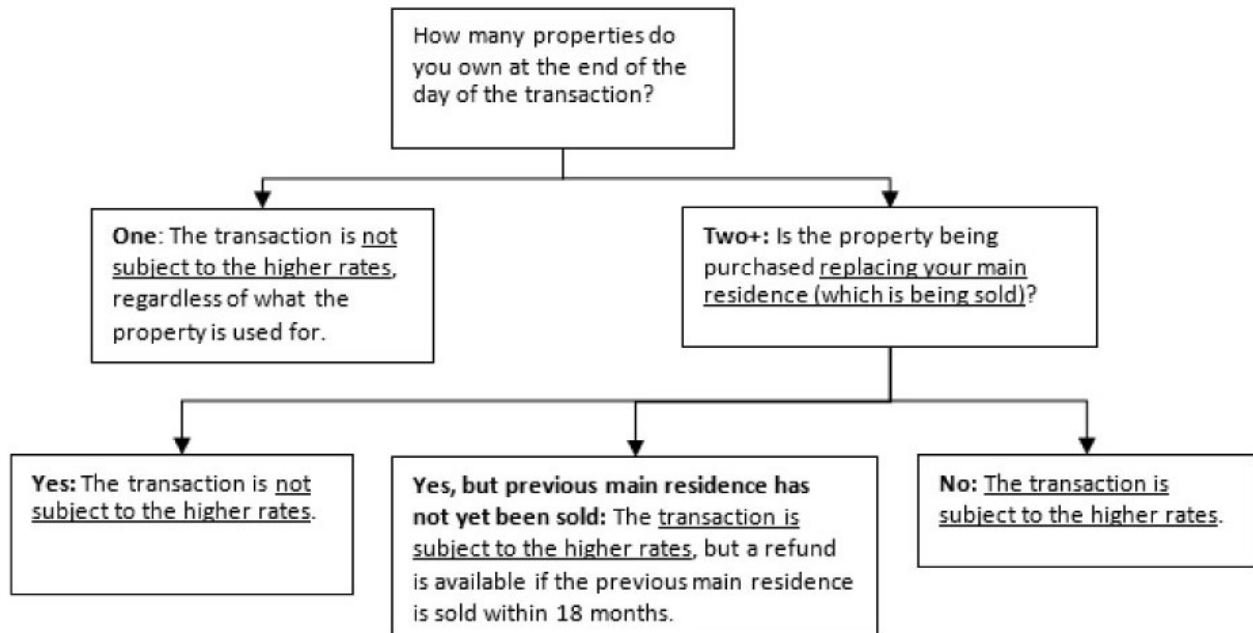 How many properties do
you own at the end of the
day of the transaction?
One: The transaction is not
subject to the higher rates,
regardless of what the
property is used for.
Two+: Is the property being
purchased replacing your main
residence (which is being sold)?
Yes: The transaction is not
subject to the higher rates.
Yes, but previous main residence has
not yet been sold: The transaction is
subject to the higher rates, but a refund
is available if the previous main residence
is sold within 18 months.
No: The transaction is
subject to the higher rates.